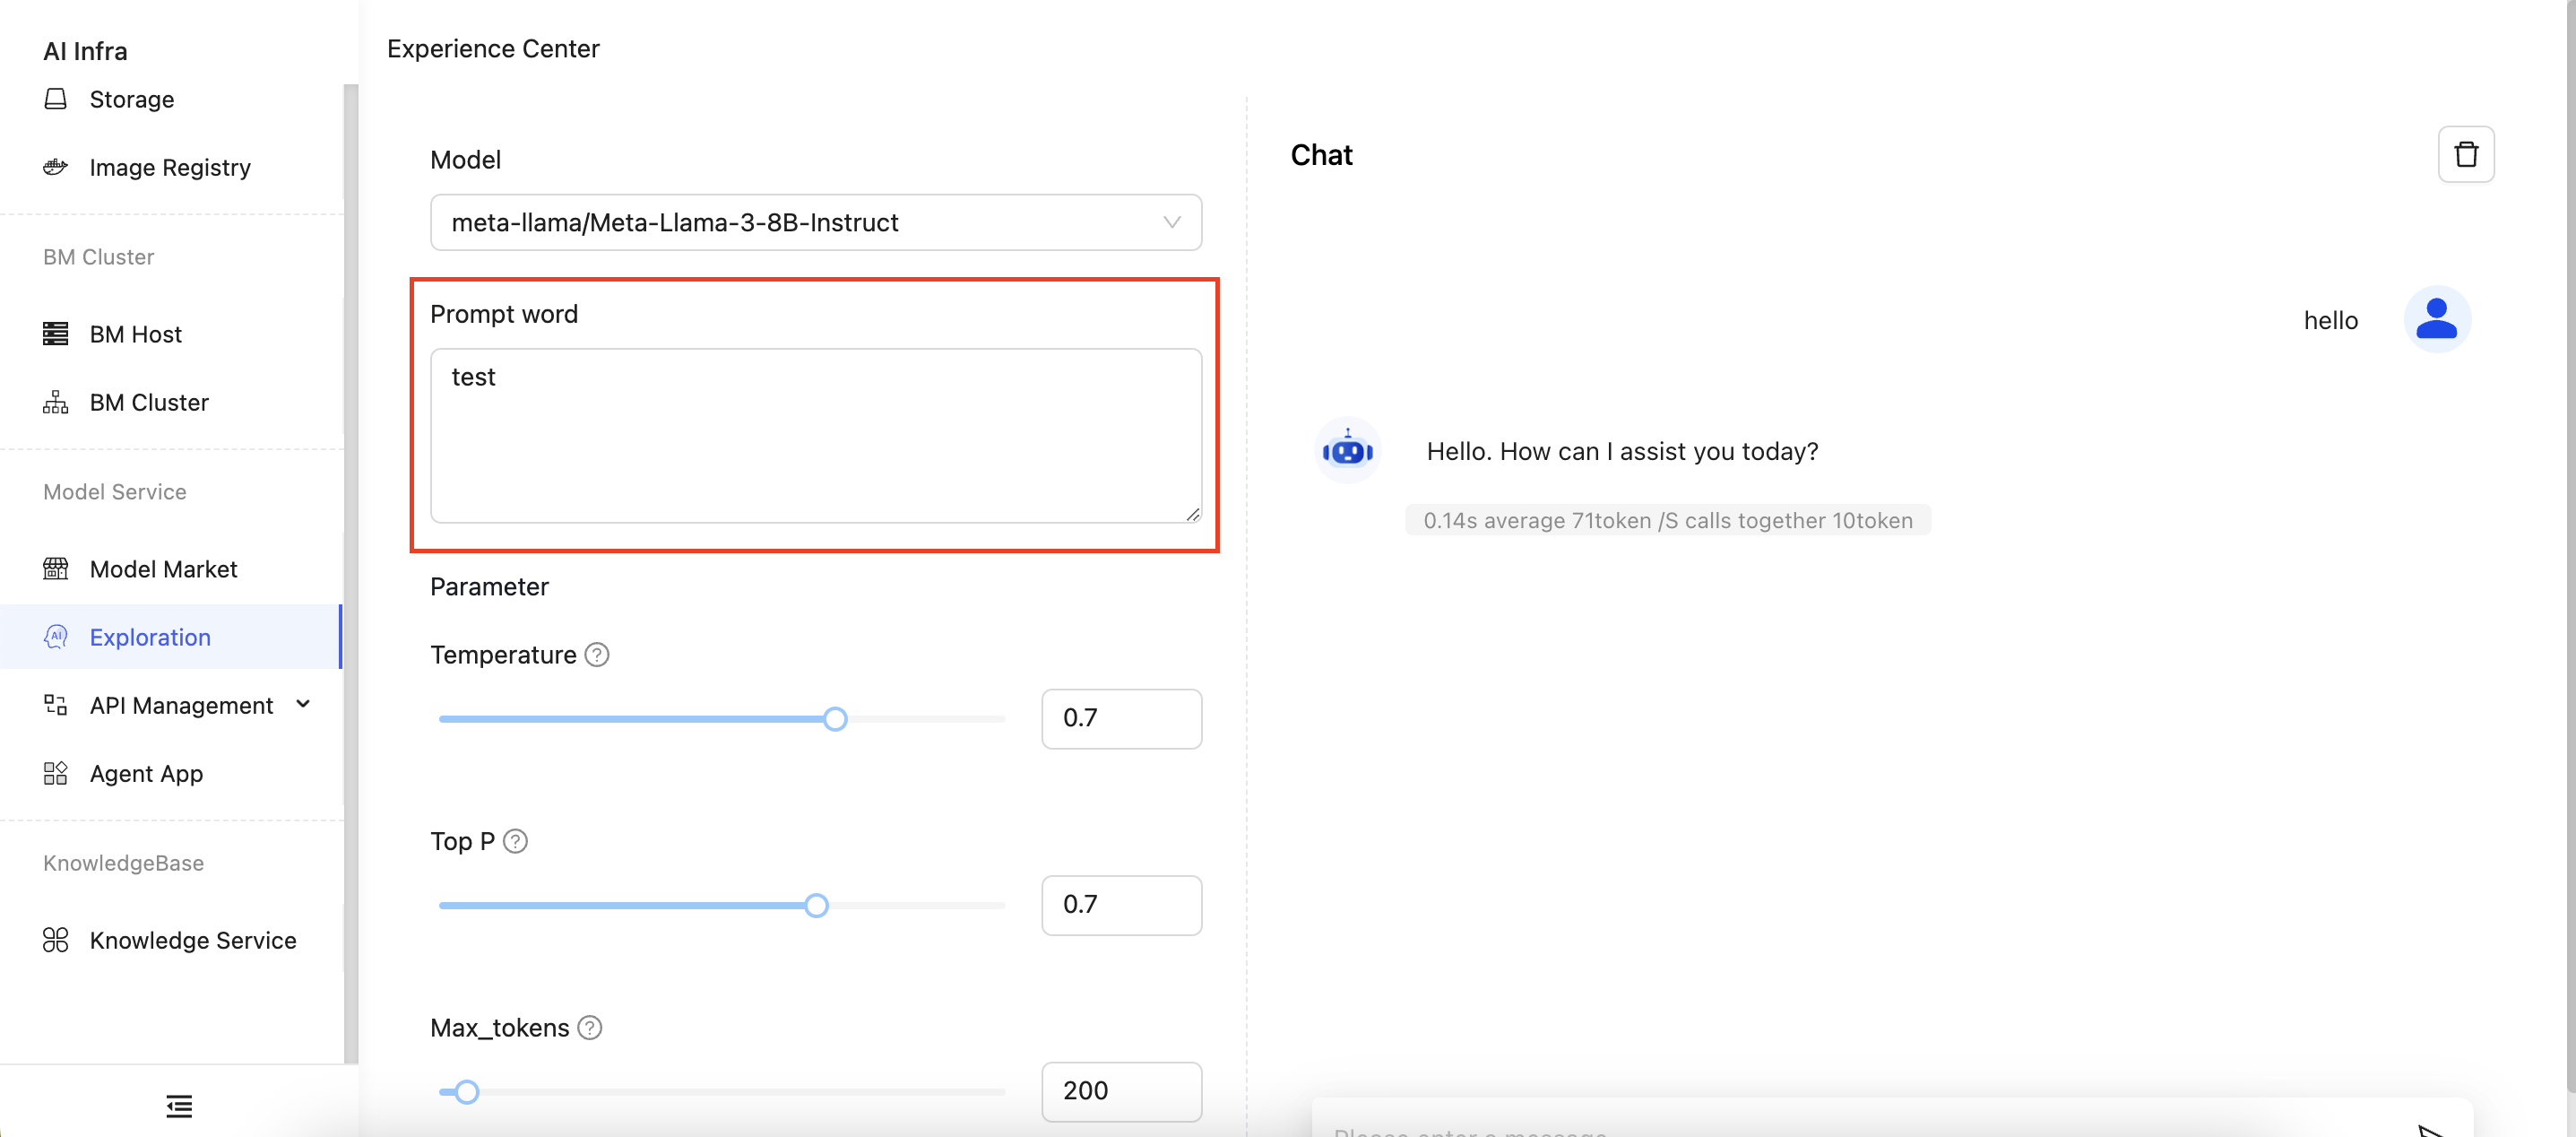 AI Infra
Storage
Image Registry
BM Cluster
BM Host
BM Cluster
Model Service
Model Market
Exploration
API Management
Agent App
KnowledgeBase
Knowledge Service
Experience Center
Model
meta-llama/Meta-Llama-3-8B-Instruct
Prompt word
test
Parameter
Temperature ?
0.7
Top P ?
0.7
Max_tokens ?
200
Chat
hello
Hello. How can I assist you today?
0.14s average 71token /S calls together 10token
Please enter a message